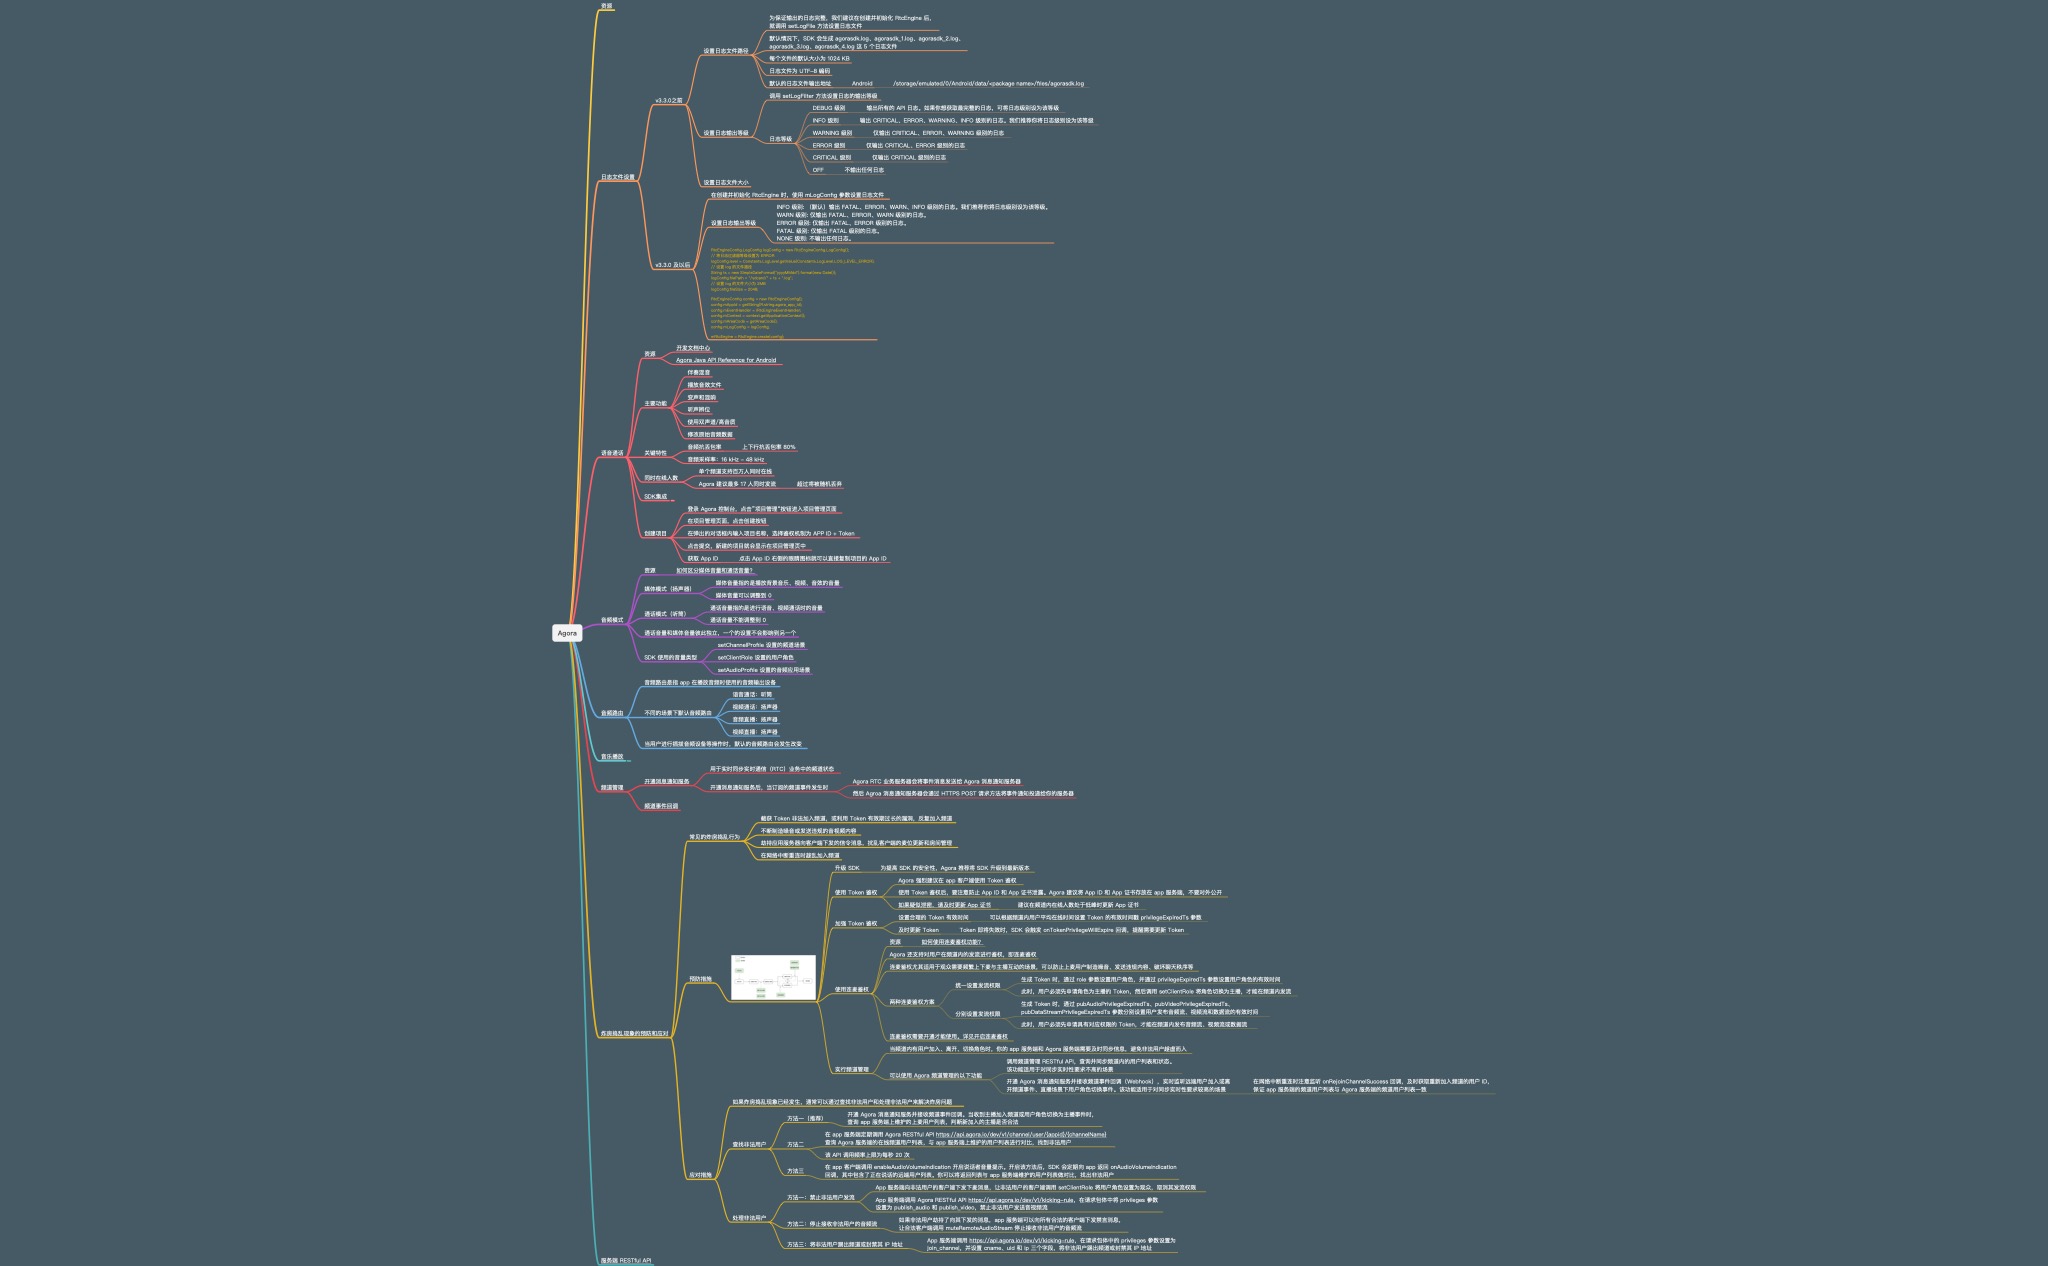 资源
为保证输出的日志完整，我们建议在创建并初始化 RtcEngine 后，
就调用 setLogFile 方法设置日志文件
设置日志文件路径
默认情况下，SDK 会生成 agorasdk.log、agorasdk_1.log、agorasdk_2.log、
agorasdk_3.log、agorasdk_4.log 这 5 个日志文件
每个文件的默认大小为 1024 KB
日志文件为 UTF-8 编码
默认的日志文件输出地址 Android /storage/emulated/0/Android/data/<package name>/files/agorasdk.log
v3.3.0之前
调用 setLogFilter 方法设置日志的输出等级
设置日志输出等级
日志等级
DEBUG 级别 输出所有的 API 日志。如果你想获取最完整的日志，可将日志级别设为该等级
INFO 级别 输出 CRITICAL、ERROR、WARNING、INFO 级别的日志。我们推荐你将日志级别设为该等级
WARNING 级别 仅输出 CRITICAL、ERROR、WARNING 级别的日志
ERROR 级别 仅输出 CRITICAL、ERROR 级别的日志
CRITICAL 级别 仅输出 CRITICAL 级别的日志
OFF 不输出任何日志
日志文件设置
设置日志文件大小
在创建并初始化 RtcEngine 时，使用 mLogConfig 参数设置日志文件
设置日志输出等级
INFO 级别: （默认）输出 FATAL、ERROR、WARN、INFO 级别的日志。我们推荐你将日志级别设为该等级。
WARN 级别: 仅输出 FATAL、ERROR、WARN 级别的日志。
ERROR 级别: 仅输出 FATAL、ERROR 级别的日志。
FATAL 级别: 仅输出 FATAL 级别的日志。
NONE 级别: 不输出任何日志。
v3.3.0 及以后
资源
开发文档中心
Agora Java API Reference for Android
主要功能
伴奏混音
播放音效文件
变声和混响
听声辨位
使用双声道/高音质
修改原始音频数据
语音通话
关键特性
音频抗丢包率 上下行抗丢包率 80%
音频采样率：16 kHz - 48 kHz
同时在线人数
单个频道支持百万人同时在线
Agora 建议最多 17 人同时发流 超过将被随机丢弃
SDK集成
创建项目
登录 Agora 控制台，点击“项目管理”按钮进入项目管理页面
在项目管理页面，点击创建按钮
在弹出的对话框内输入项目名称，选择鉴权机制为 APP ID + Token
点击提交，新建的项目就会显示在项目管理页中
获取 App ID 点击 App ID 右侧的眼睛图标就可以直接复制项目的 App ID
Agora
音频模式
资源 如何区分媒体音量和通话音量？
媒体模式（扬声器）
媒体音量指的是播放背景音乐、视频、音效的音量
媒体音量可以调整到 0
通话模式（听筒）
通话音量指的是进行语音、视频通话时的音量
通话音量不能调整到 0
通话音量和媒体音量彼此独立，一个的设置不会影响到另一个
SDK 使用的音量类型
setChannelProfile 设置的频道场景
setClientRole 设置的用户角色
setAudioProfile 设置的音频应用场景
音频路由
音频路由是指 app 在播放音频时使用的音频输出设备
不同的场景下默认音频路由
语音通话：听筒
视频通话：扬声器
音频直播：扬声器
视频直播：扬声器
当用户进行插拔音频设备等操作时，默认的音频路由会发生改变
音乐播放
频道管理
开通消息通知服务
用于实时同步实时通信（RTC）业务中的频道状态
开通消息通知服务后，当订阅的频道事件发生时
Agora RTC 业务服务器会将事件消息发送给 Agora 消息通知服务器
然后 Agroa 消息通知服务器会通过 HTTPS POST 请求方法将事件通知投递给你的服务器
频道事件回调
炸房捣乱现象的预防和应对
常见的炸房捣乱行为
截获 Token 非法加入频道，或利用 Token 有效期过长的漏洞，反复加入频道
不断制造噪音或发送违规的音视频内容
劫持应用服务器向客户端下发的信令消息，扰乱客户端的麦位更新和房间管理
在网络中断重连时趁乱加入频道
预防措施
升级 SDK 为提高 SDK 的安全性，Agora 推荐将 SDK 升级到最新版本
使用 Token 鉴权
Agora 强烈建议在 app 客户端使用 Token 鉴权
使用 Token 鉴权后，要注意防止 App ID 和 App 证书泄露。Agora 建议将 App ID 和 App 证书存放在 app 服务端，不要对外公开
如果疑似泄密，请及时更新 App 证书 建议在频道内在线人数处于低峰时更新 App 证书
加强 Token 鉴权
设置合理的 Token 有效时间 可以根据频道内用户平均在线时间设置 Token 的有效时间戳 privilegeExpiredTs 参数
及时更新 Token Token 即将失效时，SDK 会触发 onTokenPrivilegeWillExpire 回调，提醒需要更新 Token
使用连麦鉴权
资源 如何使用连麦鉴权功能？
Agora 还支持对用户在频道内的发流进行鉴权，即连麦鉴权
连麦鉴权尤其适用于观众需要频繁上下麦与主播互动的场景，可以防止上麦用户制造噪音、发送违规内容、破坏聊天秩序等
两种连麦鉴权方案
统一设置发流权限
生成 Token 时，通过 role 参数设置用户角色，并通过 privilegeExpiredTs 参数设置用户角色的有效时间
此时，用户必须先申请角色为主播的 Token，然后调用 setClientRole 将角色切换为主播，才能在频道内发流
分别设置发流权限
生成 Token 时，通过 pubAudioPrivilegeExpiredTs、pubVideoPrivilegeExpiredTs、
pubDataStreamPrivilegeExpiredTs 参数分别设置用户发布音频流、视频流和数据流的有效时间
此时，用户必须先申请具有对应权限的 Token，才能在频道内发布音频流、视频流或数据流
连麦鉴权需要开通才能使用。详见开启连麦鉴权
实行频道管理
当频道内有用户加入、离开、切换角色时，你的 app 服务端和 Agora 服务端需要及时同步信息，避免非法用户趁虚而入
可以使用 Agora 频道管理的以下功能
调用频道管理 RESTful API，查询并同步频道内的用户列表和状态。
该功能适用于对同步实时性要求不高的场景
开通 Agora 消息通知服务并接收频道事件回调（Webhook），实时监听远端用户加入或离
开频道事件、直播场景下用户角色切换事件。该功能适用于对同步实时性要求较高的场景
在网络中断重连时注意监听 onRejoinChannelSuccess 回调，及时获取重新加入频道的用户 ID，
保证 app 服务端的频道用户列表与 Agora 服务端的频道用户列表一致
应对措施
如果炸房捣乱现象已经发生，通常可以通过查找非法用户和处理非法用户来解决炸房问题
查找非法用户
方法一（推荐）
开通 Agora 消息通知服务并接收频道事件回调。当收到主播加入频道或用户角色切换为主播事件时，
查询 app 服务端上维护的上麦用户列表，判断新加入的主播是否合法
方法二
在 app 服务端定期调用 Agora RESTful API https://api.agora.io/dev/v1/channel/user/{appid}/{channelName}
查询 Agora 服务端的在线频道用户列表，与 app 服务端上维护的用户列表进行对比，找到非法用户
该 API 调用频率上限为每秒 20 次
方法三
在 app 客户端调用 enableAudioVolumeIndication 开启说话者音量提示。开启该方法后，SDK 会定期向 app 返回 onAudioVolumeIndication
回调，其中包含了正在说话的远端用户列表。你可以将返回列表与 app 服务端维护的用户列表做对比，找出非法用户
处理非法用户
方法一：禁止非法用户发流
App 服务端向非法用户的客户端下发下麦消息，让非法用户的客户端调用 setClientRole 将用户角色设置为观众，取消其发流权限
App 服务端调用 Agora RESTful API https://api.agora.io/dev/v1/kicking-rule，在请求包体中将 privileges 参数
设置为 publish_audio 和 publish_video，禁止非法用户发送音视频流
方法二：停止接收非法用户的音频流
如果非法用户劫持了向其下发的消息，app 服务端可以向所有合法的客户端下发禁言消息，
让合法客户端调用 muteRemoteAudioStream 停止接收非法用户的音频流
方法三：将非法用户踢出频道或封禁其 IP 地址
App 服务端调用 https://api.agora.io/dev/v1/kicking-rule，在请求包体中的 privileges 参数设置为
join_channel，并设置 cname、uid 和 ip 三个字段，将非法用户踢出频道或封禁其 IP 地址
服务端 RESTful API